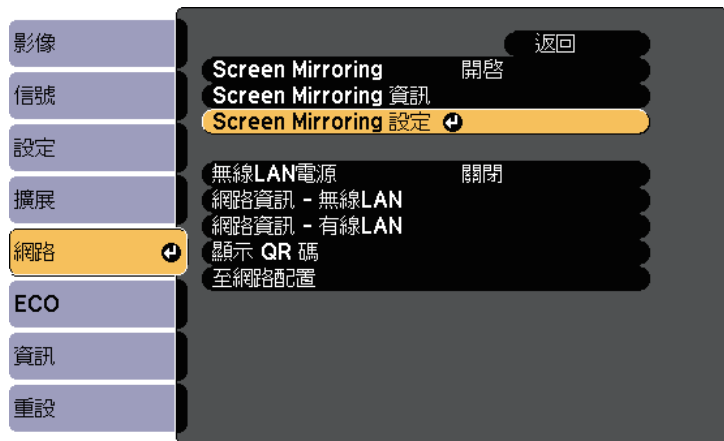 影像
信號
設定
擴展
網路
ECO
資訊
重設
返回
Screen Mirroring 開啓
Screen Mirroring 資訊
Screen Mirroring 設定
無線LAN電源 關閉
網路資訊 - 無線LAN
網路資訊 - 有線LAN
顯示 QR 碼
至網路配置